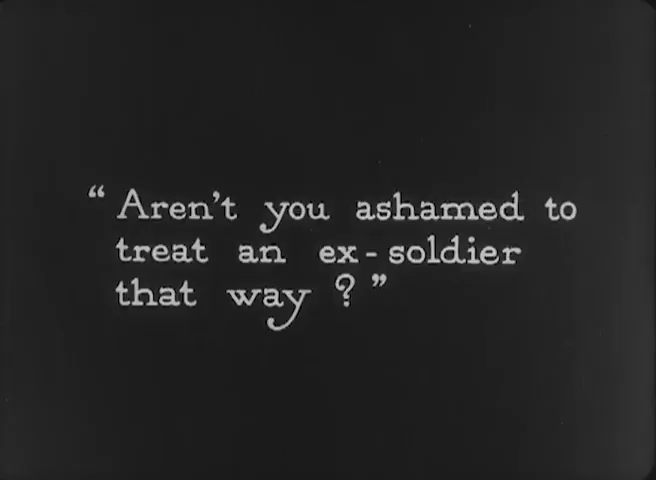 “Aren't you ashamed to
treat an ex-soldier
that way?”